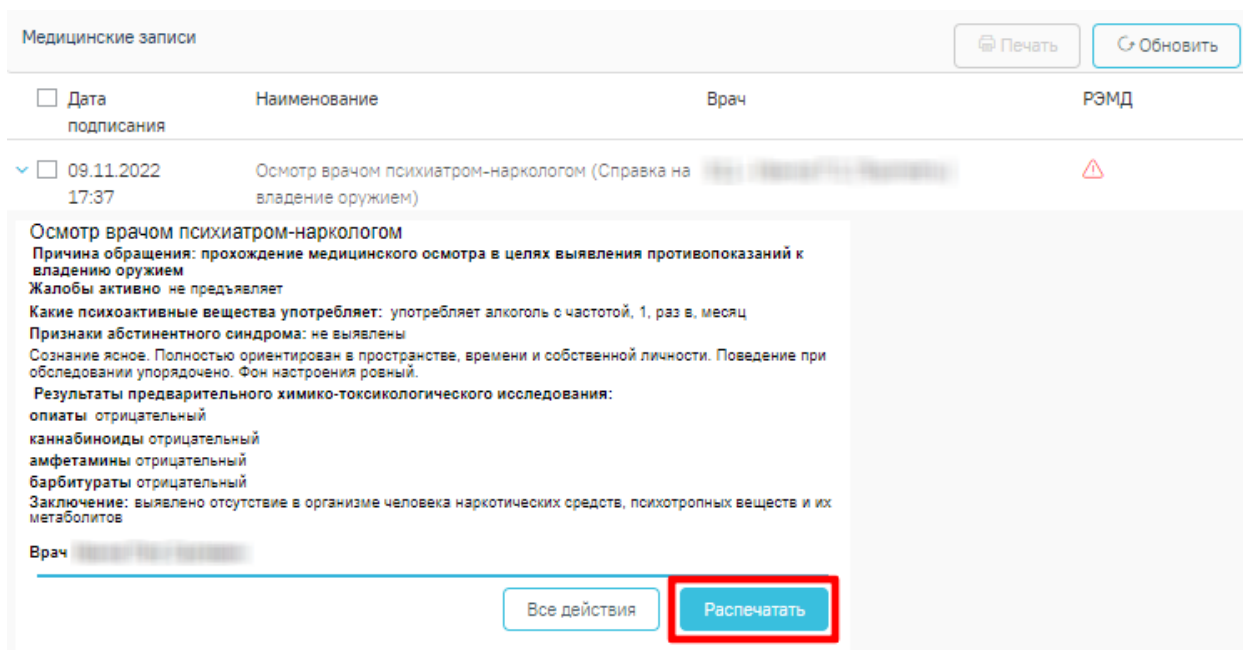 Медицинские записи
Печать
Обновить
Дата
подписания
Наименование
Врач
РЭМД
09.11.2022
17:37
Осмотр врачом психиатром-наркологом (Справка на
владение оружием)
Осмотр врачом психиатром-наркологом
Причина обращения: прохождение медицинского осмотра в целях выявления противопоказаний к
владению оружием
Жалобы активно не предъявляет
Какие психоактивные вещества употребляет: употребляет алкоголь с частотой, 1, раз в, месяц
Признаки абстинентного синдрома: не выявлены
Сознание ясное. Полностью ориентирован в пространстве, времени и собственной личности. Поведение при
обследовании упорядочено. Фон настроения ровный.
Результаты предварительного химико-токсикологического исследования:
опиаты отрицательный
каннабиноиды отрицательный
амфетамины отрицательный
барбитураты отрицательный
Заключение: выявлено отсутствие в организме человека наркотических средств, психотропных веществ и их
метаболитов
Врач
Все действия
Распечатать